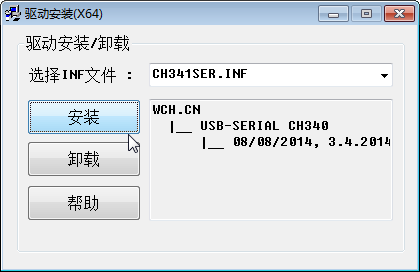 驱动安装(X64)
驱动安装/卸载
选择INF文件 :
CH341SER.INF
安装
卸载
帮助
WCH.CN
|__ USB-SERIAL CH340
|__ 08/08/2014, 3.4.2014